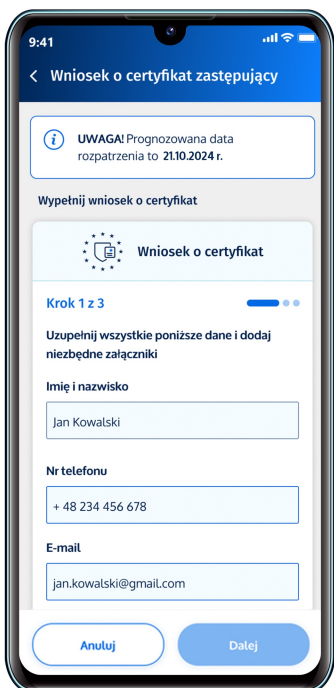 9:41
Wniosek o certyfikat zastępujący
UWAGA! Prognozowana data
rozpatrzenia to 21.10.2024 r.
Wypełnij wniosek o certyfikat
Wniosek o certyfikat
Krok 1 z 3
Uzupełnij wszystkie poniższe dane i dodaj
niezbędne załączniki
Imię i nazwisko
Jan Kowalski
Nr telefonu
+ 48 234 456 678
E-mail
jan.kowalski@gmail.com
Anuluj
Dalej